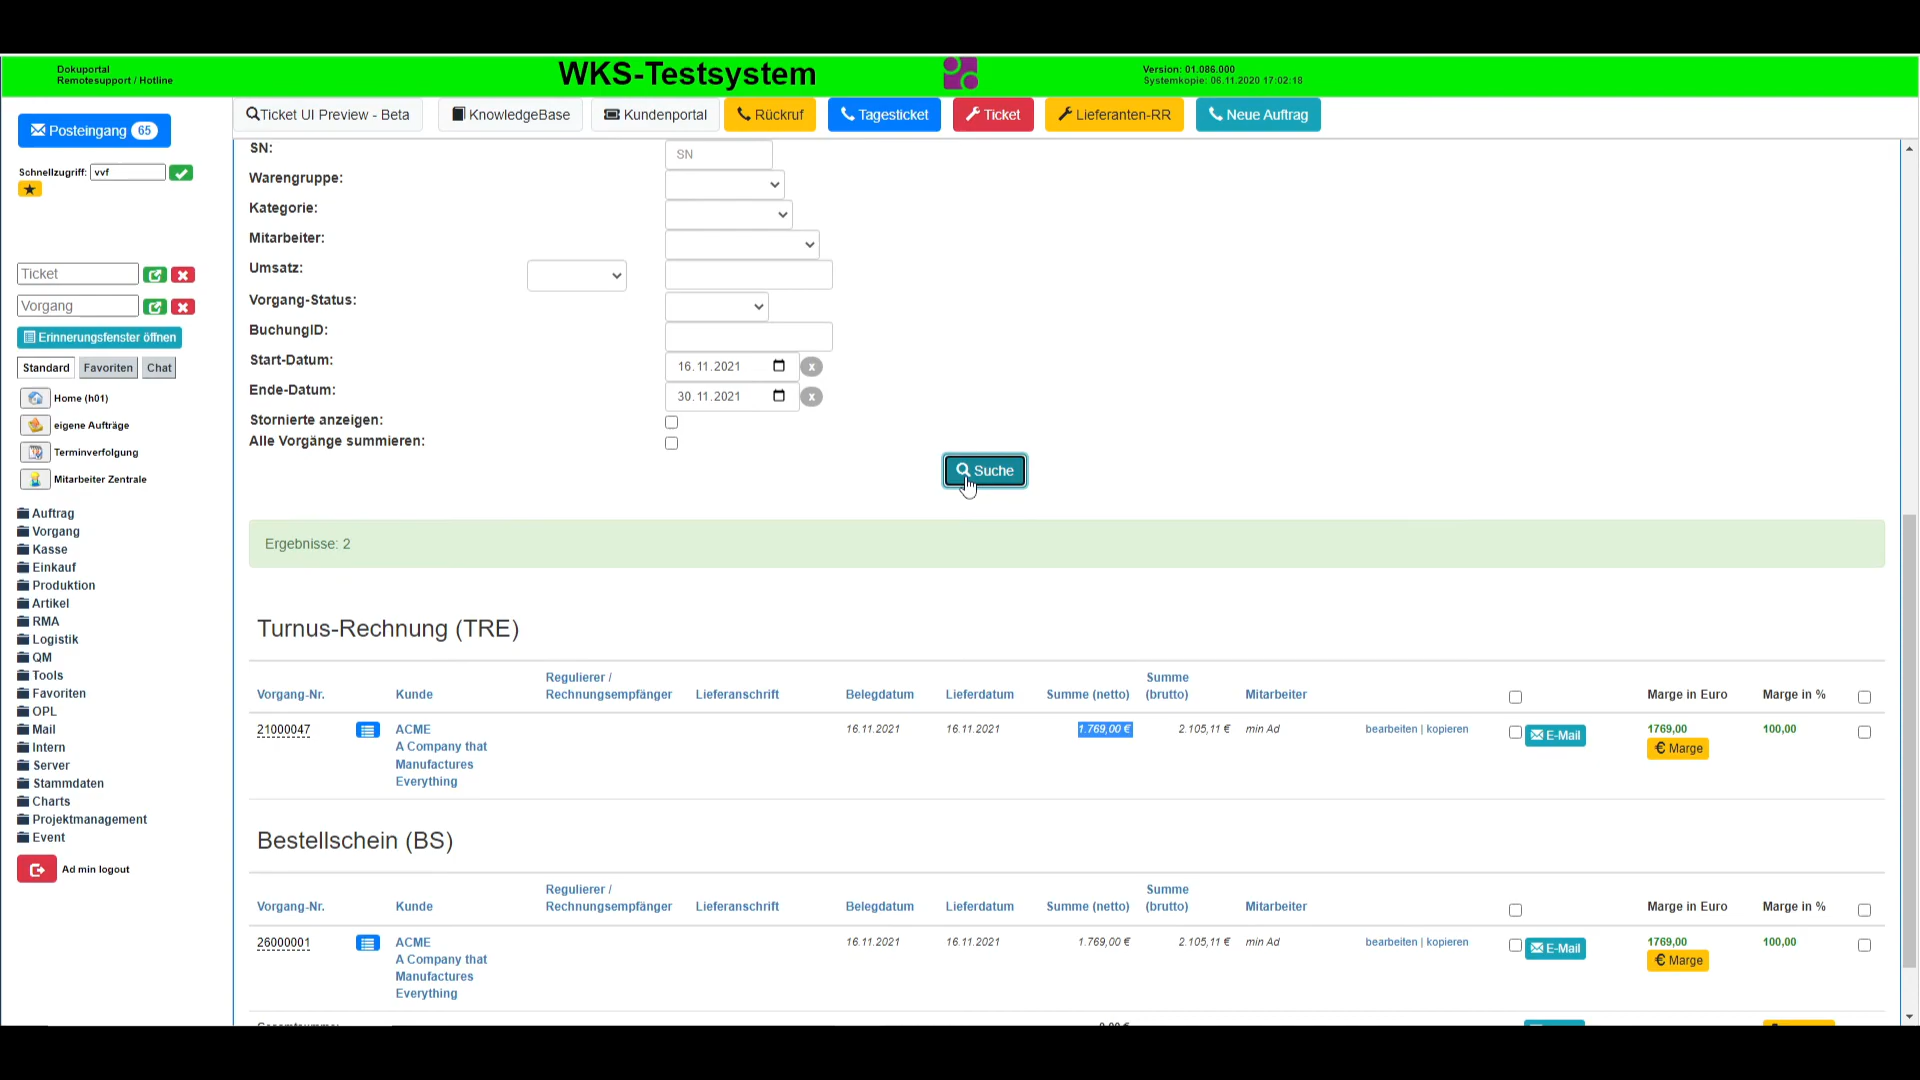 Dokuportal
Remotesupport / Hotline
WKS-Testsystem
Version: 01.086.000
Systemkopie: 06.11.2020 17:02:18
Posteingang 65
Ticket UI Preview - Beta
KnowledgeBase
Kundenportal
Rückruf
Tagesticket
Ticket
Lieferanten-RR
Neue Auftrag
Schnellzugriff: vvf
Ticket
Vorgang
Erinnerungsfenster öffnen
Standard Favoriten Chat
Home (h01)
eigene Aufträge
Terminverfolgung
Mitarbeiter Zentrale
Auftrag
Vorgang
Kasse
Einkauf
Produktion
Artikel
RMA
Logistik
QM
Tools
Favoriten
OPL
Mail
Intern
Server
Stammdaten
Charts
Projektmanagement
Event
Ad min logout
SN: SN
Warengruppe:
Kategorie:
Mitarbeiter:
Umsatz:
Vorgang-Status:
BuchungID:
Start-Datum: 16.11.2021 x
Ende-Datum: 30.11.2021 x
Stornierte anzeigen:
Alle Vorgänge summieren:
Suche
Ergebnisse: 2
Turnus-Rechnung (TRE)
Vorgang-Nr. Kunde Regulierer / Rechnungsempfänger Lieferanschrift Belegdatum Lieferdatum Summe (netto) Summe (brutto) Mitarbeiter Marge in Euro Marge in %
21000047 ACME 16.11.2021 16.11.2021 1.769,00 € 2.105,11 € min Ad bearbeiten | kopieren E-Mail 1769,00 100,00
A Company that € Marge
Manufactures
Everything
Bestellschein (BS)
Vorgang-Nr. Kunde Regulierer / Rechnungsempfänger Lieferanschrift Belegdatum Lieferdatum Summe (netto) Summe (brutto) Mitarbeiter Marge in Euro Marge in %
26000001 ACME 16.11.2021 16.11.2021 1.769,00 € 2.105,11 € min Ad bearbeiten | kopieren E-Mail 1769,00 100,00
A Company that € Marge
Manufactures
Everything